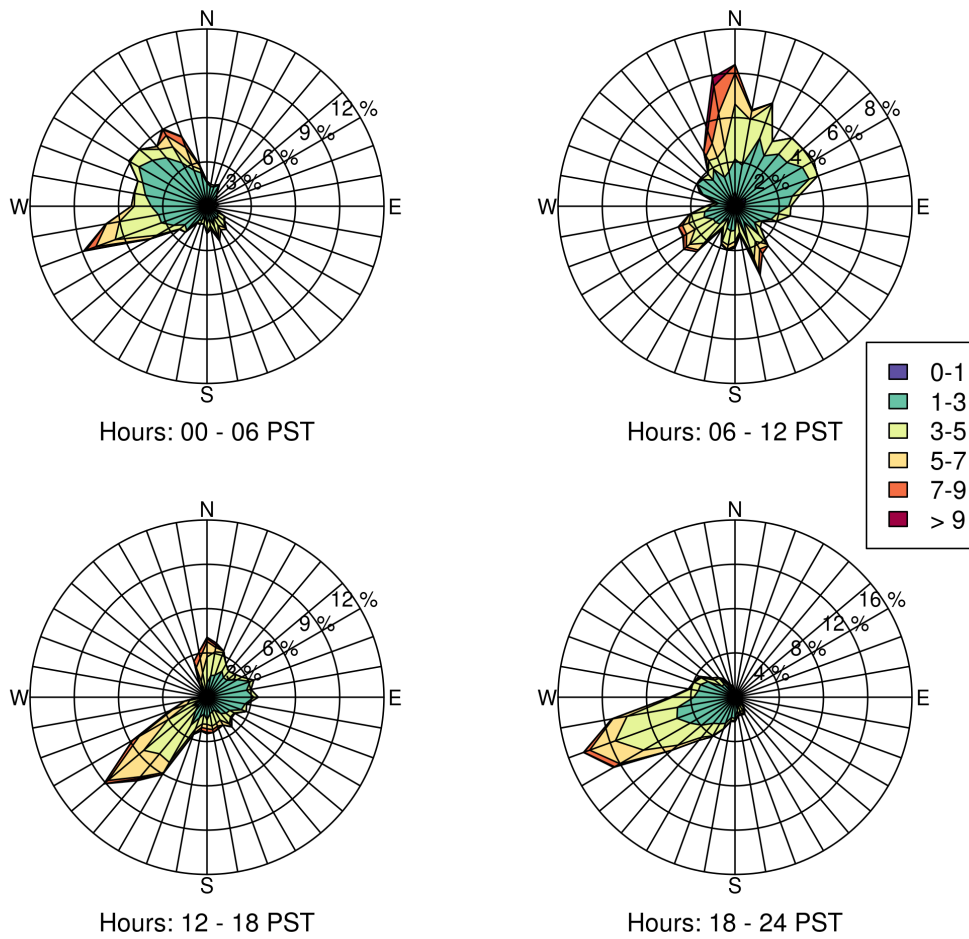 N
12 %
9 %
6 %
3 %
W
E
S
Hours: 00 - 06 PST
N
8 %
6 %
4 %
2 %
W
E
S
Hours: 06 - 12 PST
0-1
1-3
3-5
5-7
7-9
> 9
N
12 %
9 %
6 %
3 %
W
E
S
Hours: 12 - 18 PST
N
16 %
12 %
8 %
4 %
W
E
S
Hours: 18 - 24 PST